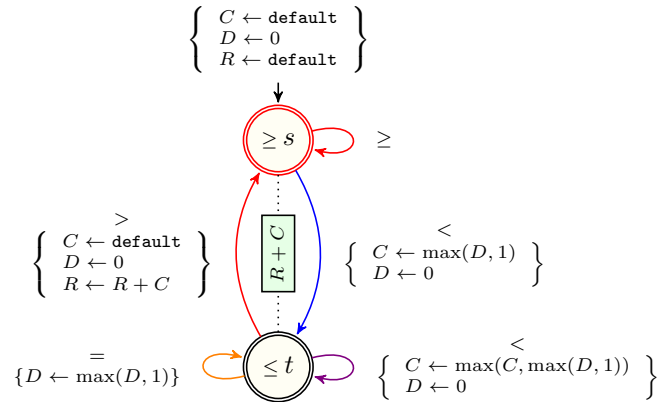 C ← default
D ← 0
R ← default
≥ s
≥
>
C ← default
D ← 0
R ← R + C
R + C
<
C ← max(D, 1)
D ← 0
=
{D ← max(D, 1)}
≤ t
<
C ← max(C, max(D, 1))
D ← 0